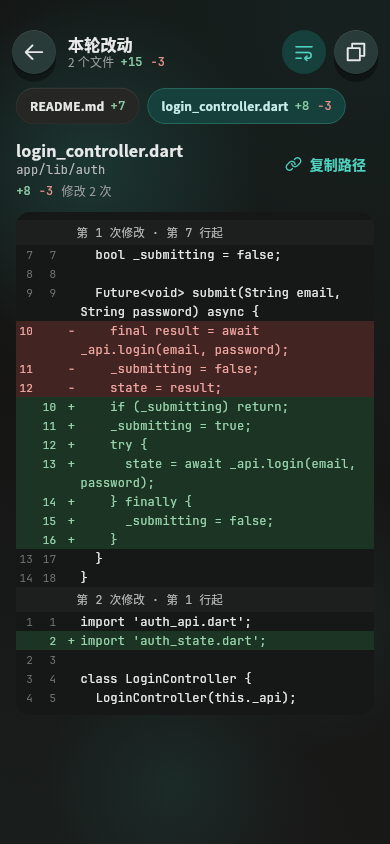 本轮改动
2 个文件 +15 -3
README.md +7
login_controller.dart +8 -3
login_controller.dart
app/lib/auth
复制路径
+8 -3 修改 2 次
第 1 次修改 · 第 7 行起
7 7 bool _submitting = false;
8 8
9 9 Future<void> submit(String email,
String password) async {
10 - final result = await
_api.login(email, password);
11 - _submitting = false;
12 - state = result;
10 + if (_submitting) return;
11 + _submitting = true;
12 + try {
13 + state = await _api.login(email,
password);
14 + } finally {
15 + _submitting = false;
16 + }
13 17 }
14 18 }
第 2 次修改 · 第 1 行起
1 1 import 'auth_api.dart';
2 + import 'auth_state.dart';
2 3
3 4 class LoginController {
4 5 LoginController(this._api);